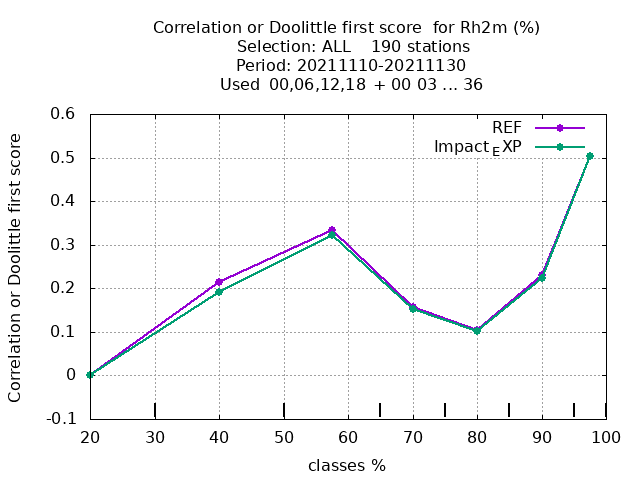 Correlation or Doolittle first score  for Rh2m (%)
Selection: ALL    190 stations
Period: 20211110-20211130
Used  00,06,12,18  + 00 03 ... 36
REF
Impact_EXP
Correlation or Doolittle first score
0.6
0.5
0.4
0.3
0.2
0.1
0
-0.1
20 30 40 50 60 70 80 90 100
classes %